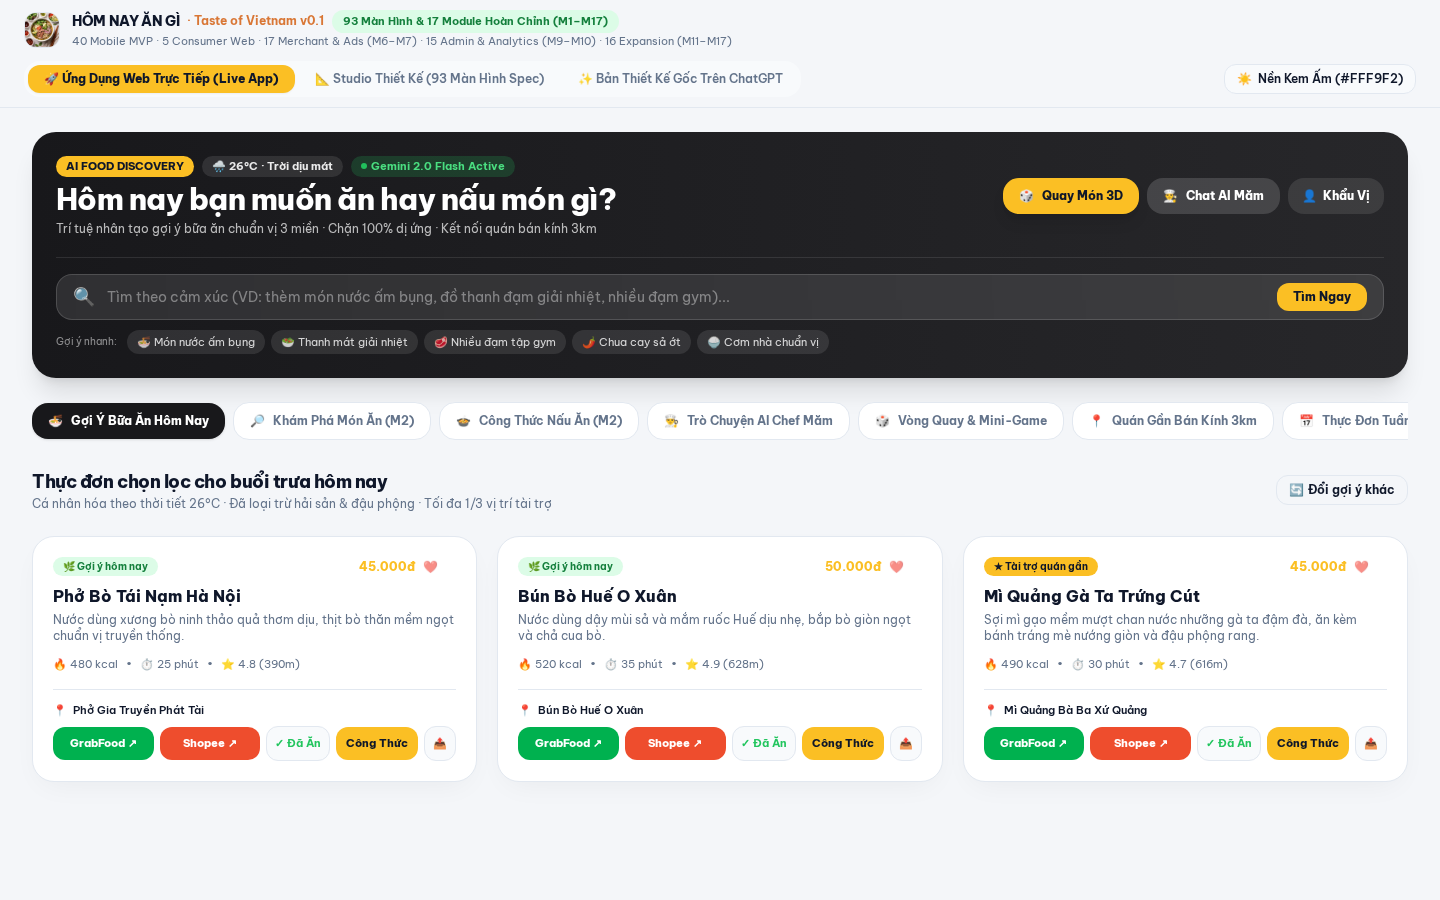 HÔM NAY ĂN GÌ · Taste of Vietnam v0.1 93 Màn Hình & 17 Module Hoàn Chỉnh (M1–M17)
40 Mobile MVP · 5 Consumer Web · 17 Merchant & Ads (M6–M7) · 15 Admin & Analytics (M9–M10) · 16 Expansion (M11–M17)
🚀 Ứng Dụng Web Trực Tiếp (Live App) 📐 Studio Thiết Kế (93 Màn Hình Spec) ✨ Bản Thiết Kế Gốc Trên ChatGPT ☀️ Nền Kem Ấm (#FFF9F2)
AI FOOD DISCOVERY 🌧️ 26°C · Trời dịu mát ● Gemini 2.0 Flash Active
Hôm nay bạn muốn ăn hay nấu món gì?
Trí tuệ nhân tạo gợi ý bữa ăn chuẩn vị 3 miền · Chặn 100% dị ứng · Kết nối quán bán kính 3km
🎲 Quay Món 3D 👨‍🍳 Chat AI Măm 👤 Khẩu Vị
🔍 Tìm theo cảm xúc (VD: thèm món nước ấm bụng, đồ thanh đạm giải nhiệt, nhiều đạm gym)... Tìm Ngay
Gợi ý nhanh: 🍜 Món nước ấm bụng 🥗 Thanh mát giải nhiệt 🥩 Nhiều đạm tập gym 🌶️ Chua cay sả ớt 🍚 Cơm nhà chuẩn vị
🍜 Gợi Ý Bữa Ăn Hôm Nay 🔎 Khám Phá Món Ăn (M2) 🍲 Công Thức Nấu Ăn (M2) 👨‍🍳 Trò Chuyện AI Chef Măm 🎲 Vòng Quay & Mini-Game 📍 Quán Gần Bán Kính 3km 📅 Thực Đơn Tuần
Thực đơn chọn lọc cho buổi trưa hôm nay
Cá nhân hóa theo thời tiết 26°C · Đã loại trừ hải sản & đậu phộng · Tối đa 1/3 vị trí tài trợ
🔄 Đổi gợi ý khác
🌿 Gợi ý hôm nay 45.000đ
Phở Bò Tái Nạm Hà Nội
Nước dùng xương bò ninh thảo quả thơm dịu, thịt bò thăn mềm ngọt
chuẩn vị truyền thống.
🔥 480 kcal • ⏱️ 25 phút • ⭐ 4.8 (390m)
📍 Phở Gia Truyền Phát Tài
GrabFood ↗ Shopee ↗ ✓ Đã Ăn Công Thức
🌿 Gợi ý hôm nay 50.000đ
Bún Bò Huế O Xuân
Nước dùng dậy mùi sả và mắm ruốc Huế dịu nhẹ, bắp bò giòn ngọt
và chả cua bò.
🔥 520 kcal • ⏱️ 35 phút • ⭐ 4.9 (628m)
📍 Bún Bò Huế O Xuân
GrabFood ↗ Shopee ↗ ✓ Đã Ăn Công Thức
★ Tài trợ quán gần 45.000đ
Mì Quảng Gà Ta Trứng Cút
Sợi mì gạo mềm mượt chan nước nhưỡng gà ta đậm đà, ăn kèm
bánh tráng mè nướng giòn và đậu phộng rang.
🔥 490 kcal • ⏱️ 30 phút • ⭐ 4.7 (616m)
📍 Mì Quảng Bà Ba Xứ Quảng
GrabFood ↗ Shopee ↗ ✓ Đã Ăn Công Thức